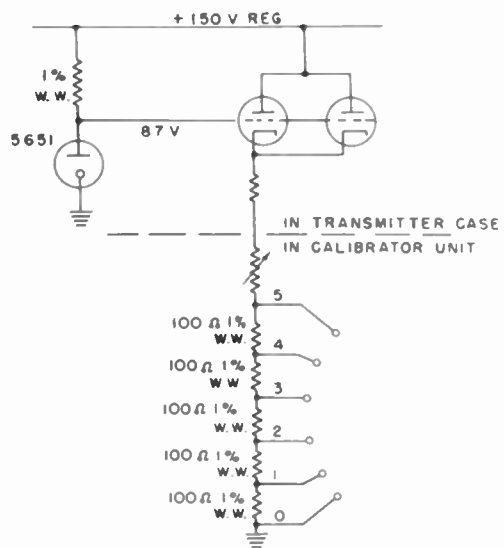 +150 V REG
1%
W.W.
5651
87 V
IN TRANSMITTER CASE
IN CALIBRATOR UNIT
5
100 Ω 1%
W.W.
4
100 Ω 1%
W W
3
100 Ω 1%
W.W.
2
100 Ω 1%
W.W.
1
100 Ω 1%
W.W.
0